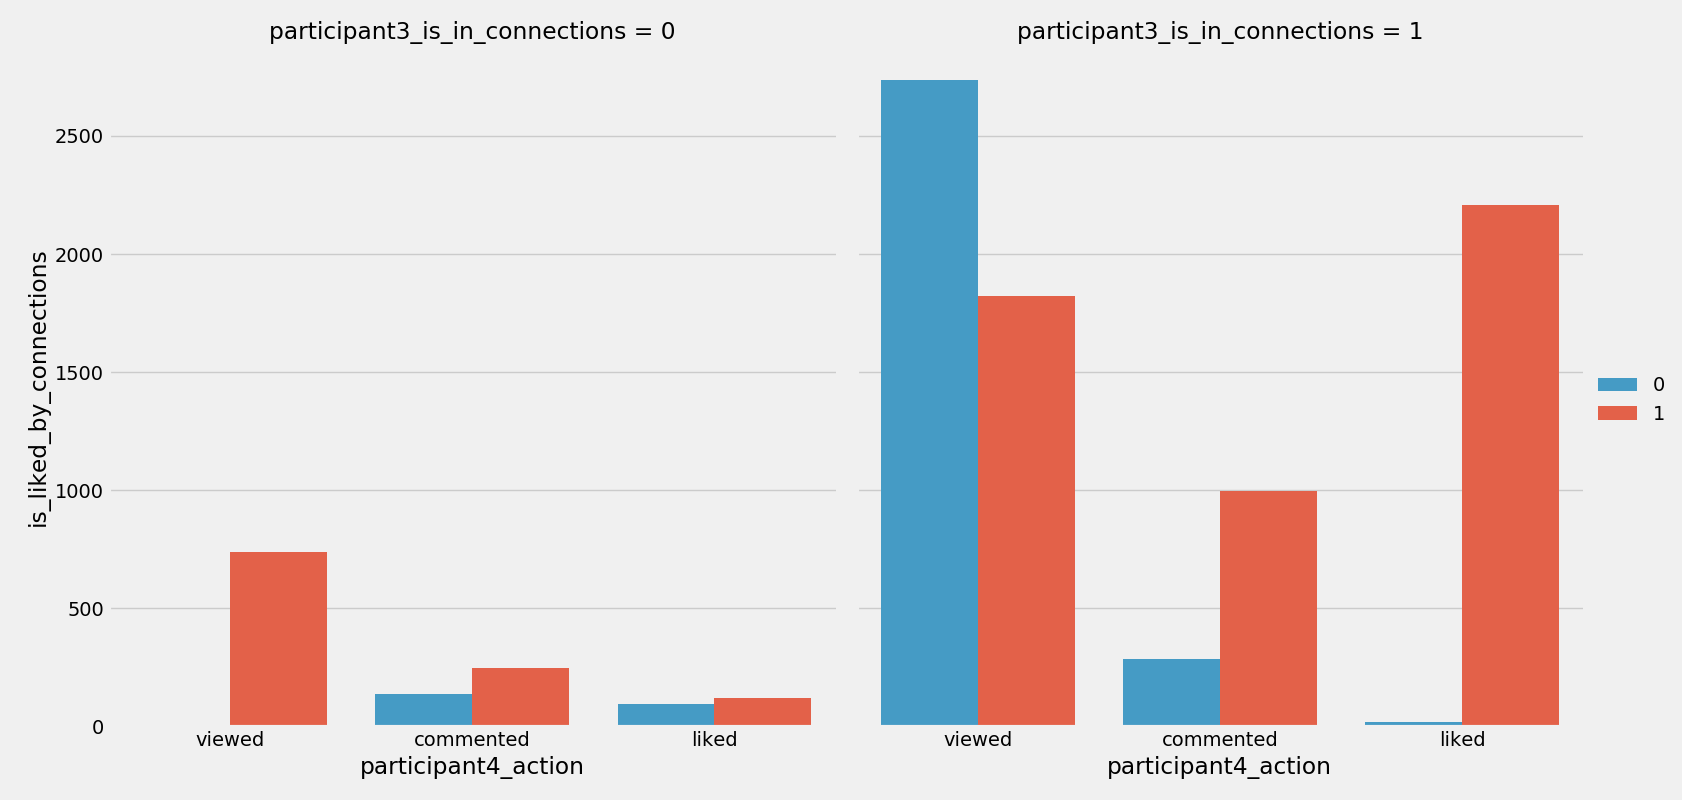 participant3_is_in_connections = 0
participant3_is_in_connections = 1
is_liked_by_connections
2500
2000
1500
1000
500
0
viewed
commented
liked
participant4_action
viewed
commented
liked
participant4_action
0
1